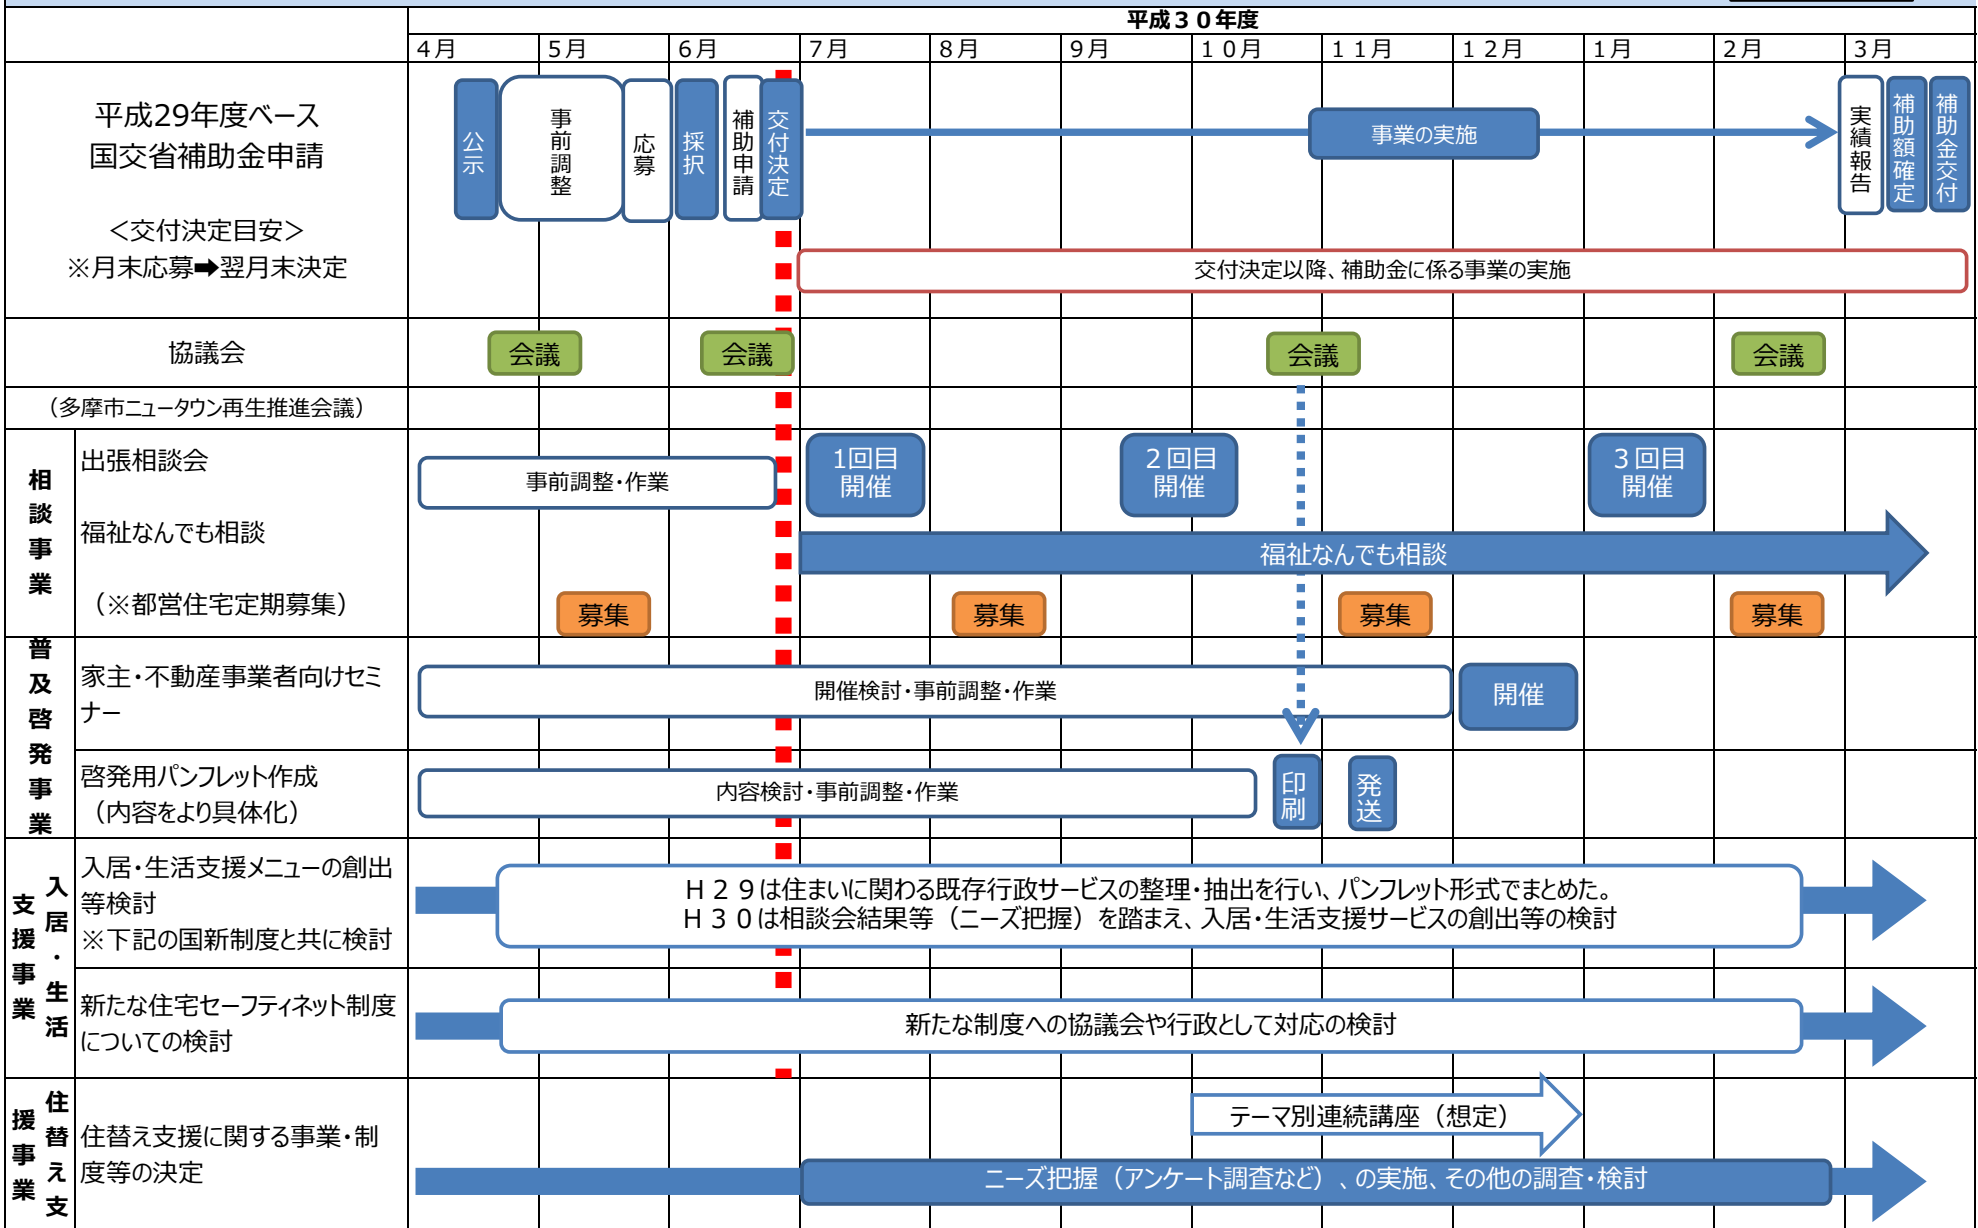 平成３０年度
４月 ５月 ６月 ７月 ８月 ９月 １０月 １１月 １２月 １月 ２月 ３月
平成29年度ベース
国交省補助金申請
＜交付決定目安＞
※月末応募➡翌月末決定
公示
事前調整
応募
採択
補助申請
交付決定
事業の実施
実績報告
補助額確定
補助金交付
交付決定以降、補助金に係る事業の実施
協議会
会議 会議 会議 会議
（多摩市ニュータウン再生推進会議）
相談事業
出張相談会
事前調整・作業
1回目
開催
２回目
開催
３回目
開催
福祉なんでも相談
福祉なんでも相談
（※都営住宅定期募集）
募集 募集 募集 募集
普及啓発事業
家主・不動産事業者向けセミ
ナー
開催検討・事前調整・作業
開催
啓発用パンフレット作成
（内容をより具体化）
内容検討・事前調整・作業
印刷
発送
入居・生活
支援事業
入居・生活支援メニューの創出
等検討
※下記の国新制度と共に検討
Ｈ２９は住まいに関わる既存行政サービスの整理・抽出を行い、パンフレット形式でまとめた。
Ｈ３０は相談会結果等（ニーズ把握）を踏まえ、入居・生活支援サービスの創出等の検討
新たな住宅セーフティネット制度
についての検討
新たな制度への協議会や行政として対応の検討
住替え支
援事業
住替え支援に関する事業・制
度等の決定
テーマ別連続講座（想定）
ニーズ把握（アンケート調査など）、の実施、その他の調査・検討